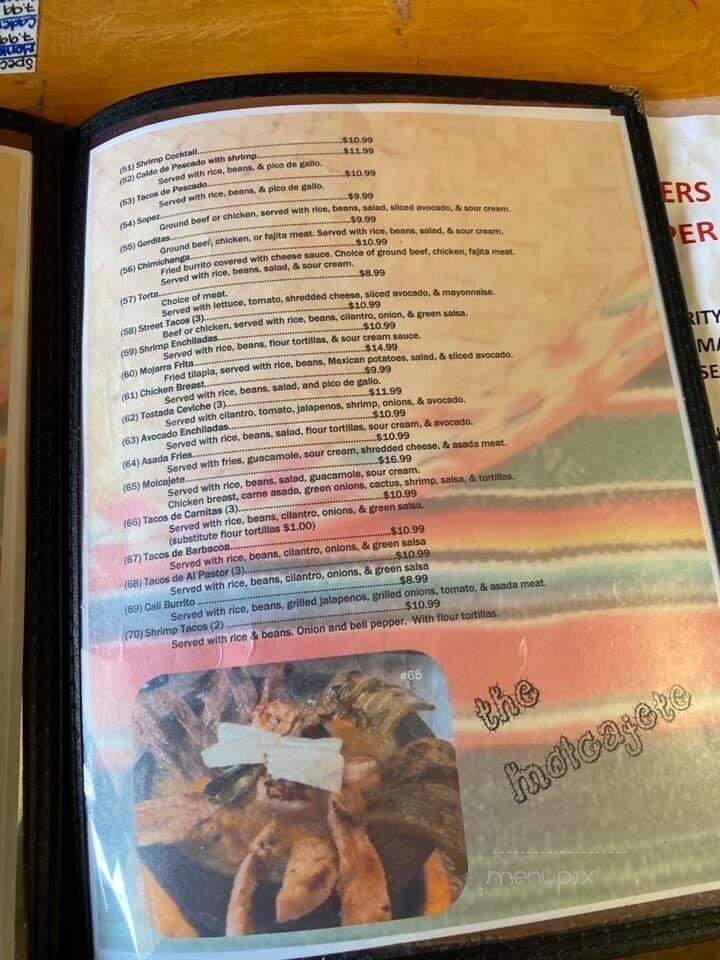 Spec
Moni
7.99
Cade
7.99
(51) Shrimp Cocktail.....$10.99
(52) Caldo de Pescado with shrimp.....$11.99
Served with rice, beans, & pico de gallo.
(53) Tacos de Pescado.....$10.99
Served with rice, beans, & pico de gallo.
(54) Sopez.....$9.99
Ground beef or chicken, served with rice, beans, salad, sliced avocado, & sour cream.
(55) Gorditas.....$9.99
Ground beef, chicken, or fajita meat. Served with rice, beans, salad, & sour cream.
(56) Chimichanga.....$10.99
Fried burrito covered with cheese sauce. Choice of ground beef, chicken, fajita meat.
Served with rice, beans, salad, & sour cream.
(57) Torta.....$8.99
Choice of meat.
Served with lettuce, tomato, shredded cheese, sliced avocado, & mayonnaise.
(58) Street Tacos (3).....$10.99
Beef or chicken, served with rice, beans, cilantro, onion, & green salsa.
(59) Shrimp Enchiladas.....$10.99
Served with rice, beans, flour tortillas, & sour cream sauce.
(60) Mojarra Frita.....$14.99
Fried tilapia, served with rice, beans, Mexican potatoes, salad, & sliced avocado.
(61) Chicken Breast.....$9.99
Served with rice, beans, salad, and pico de gallo.
(62) Tostada Ceviche (3).....$11.99
Served with cilantro, tomato, jalapenos, shrimp, onions, & avocado.
(63) Avocado Enchiladas.....$10.99
Served with rice, beans, salad, flour tortillas, sour cream, & avocado.
(64) Asada Fries.....$10.99
Served with fries, guacamole, sour cream, shredded cheese, & asada meat.
(65) Molcajete.....$16.99
Served with rice, beans, salad, guacamole, sour cream.
Chicken breast, carne asada, green onions, cactus, shrimp, salsa, & tortillas.
(66) Tacos de Carnitas (3).....$10.99
Served with rice, beans, cilantro, onions, & green salsa.
(substitute flour tortillas $1.00)
(67) Tacos de Barbacoa.....$10.99
Served with rice, beans, cilantro, onions, & green salsa
(68) Tacos de Al Pastor (3).....$10.99
Served with rice, beans, cilantro, onions, & green salsa
(69) Cali Burrito .....$8.99
Served with rice, beans, grilled jalapenos, grilled onions, tomato, & asada meat.
(70) Shrimp Tacos (2) .....$10.99
Served with rice & beans. Onion and bell pepper. With flour tortillas.
#65
the
molcajete
menupix
ERS
PER
RITY
MA
SE